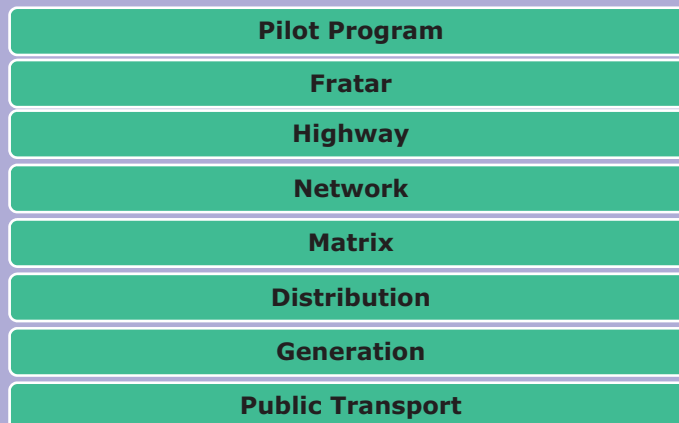 Pilot Program
Fratar
Highway
Network
Matrix
Distribution
Generation
Public Transport